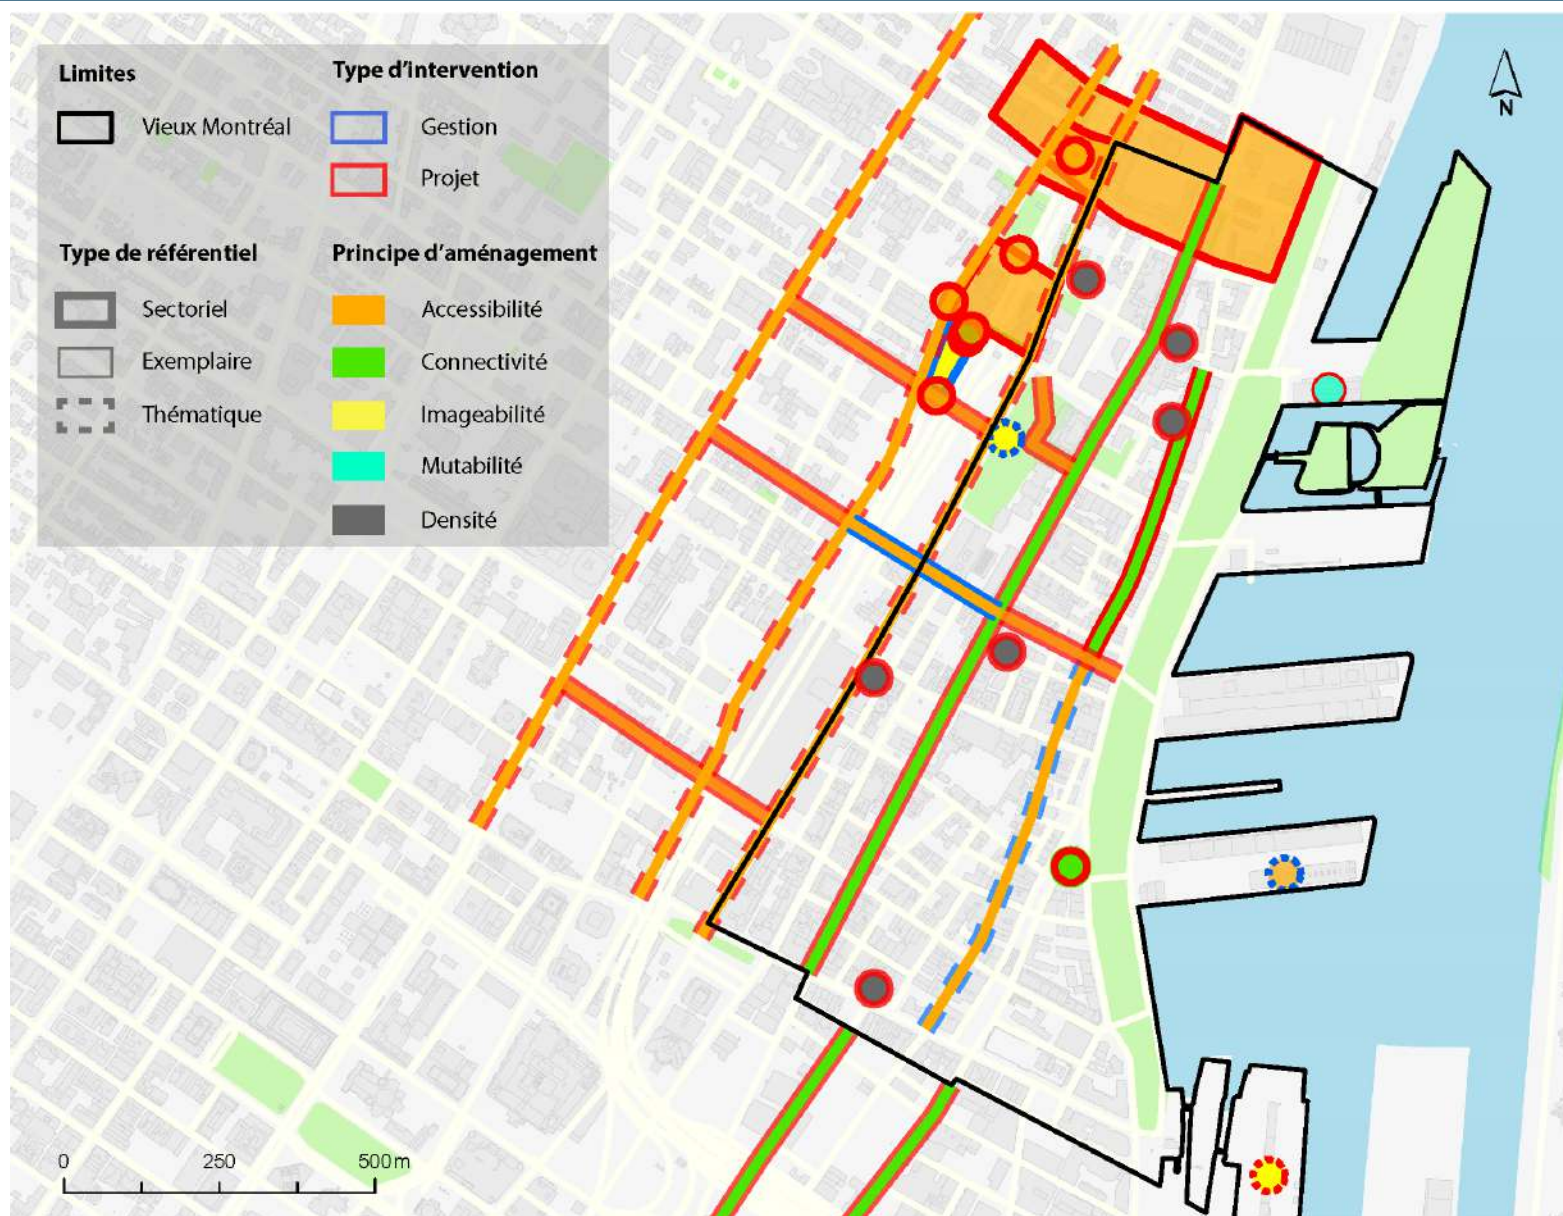 Limites
Vieux Montréal
Type d’intervention
Gestion
Projet
Type de référentiel
Sectoriel
Exemplaire
Thématique
Principe d’aménagement
Accessibilité
Connectivité
Imageabilité
Mutabilité
Densité
N
0 250 500 m